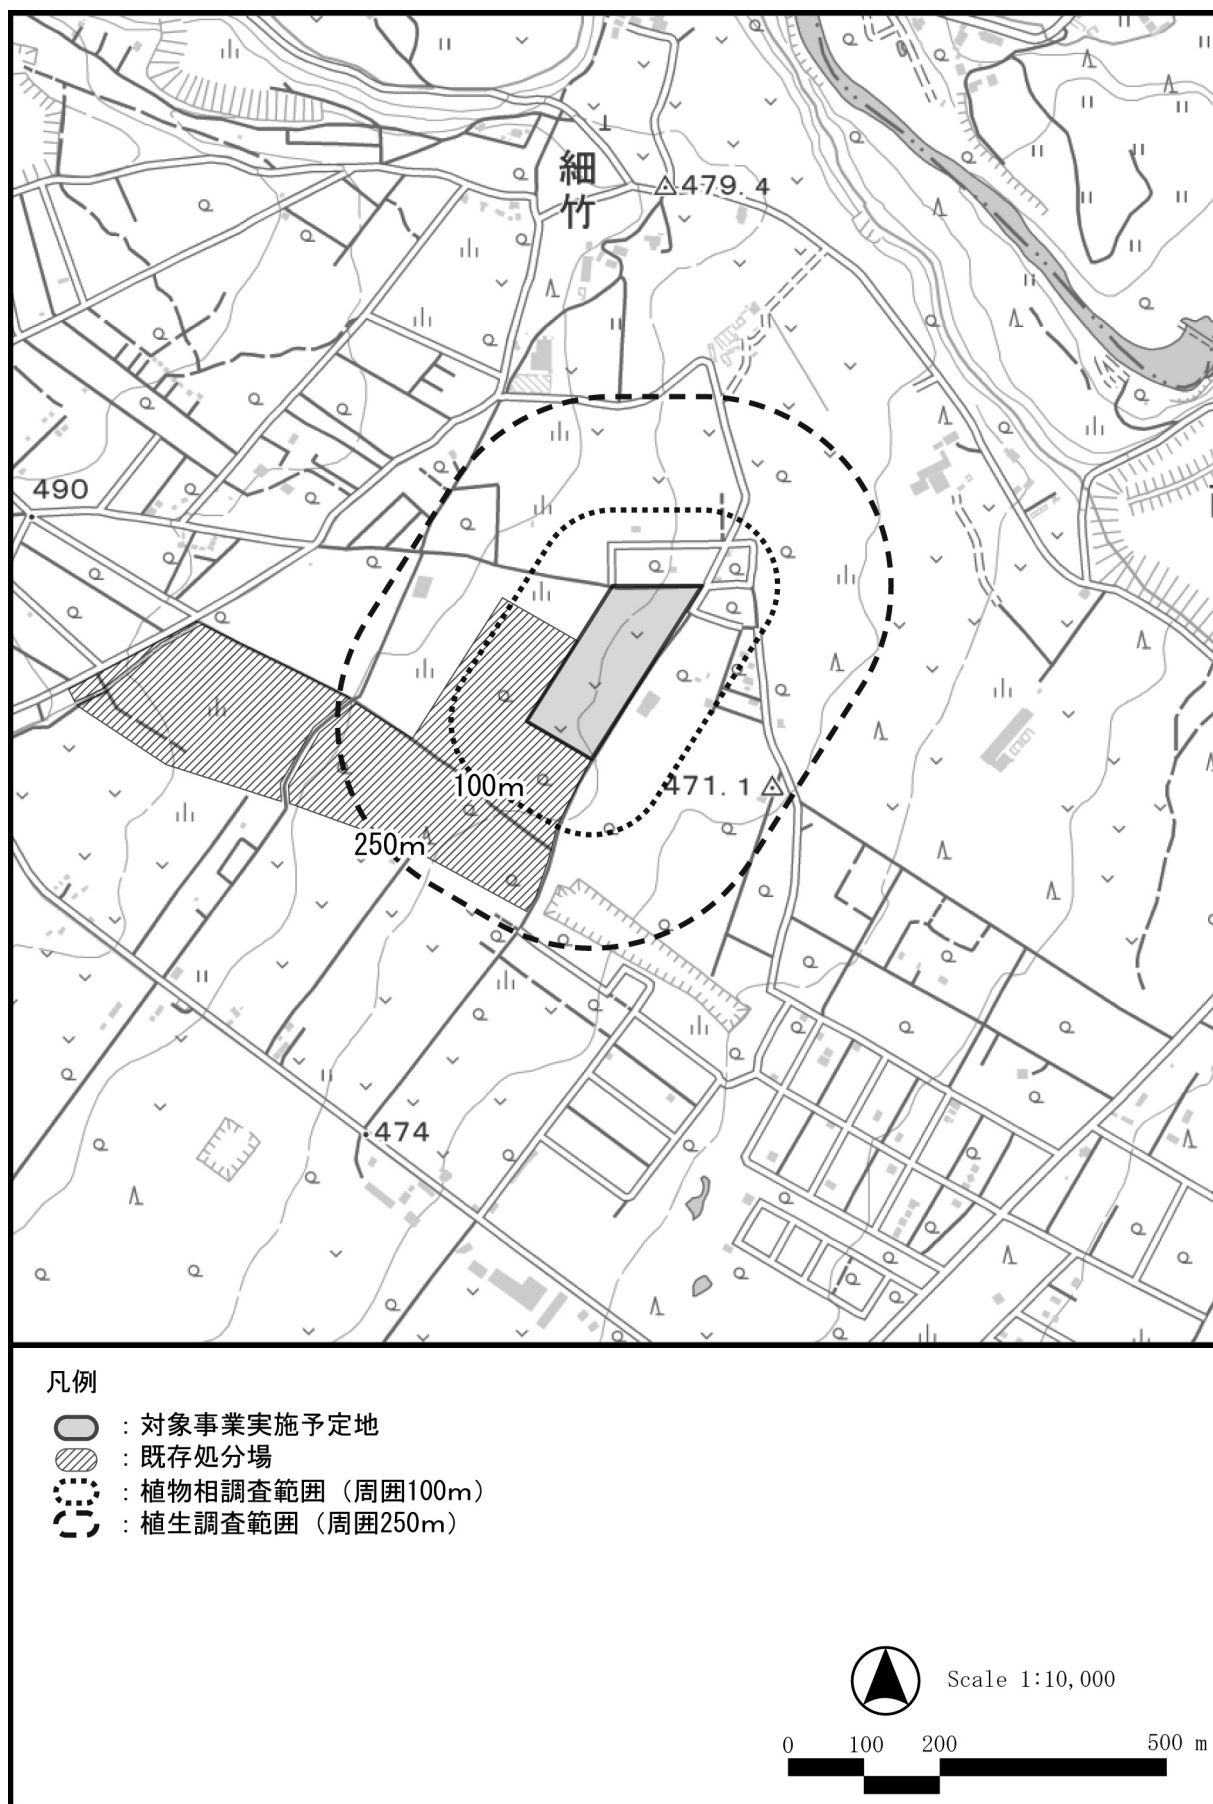 細竹
479. 4
490
100m
471. 1
250m
474
凡例
：対象事業実施予定地
：既存処分場
：植物相調査範囲（周囲100m）
：植生調査範囲（周囲250m）
Scale 1:10,000
0 100 200 500 m